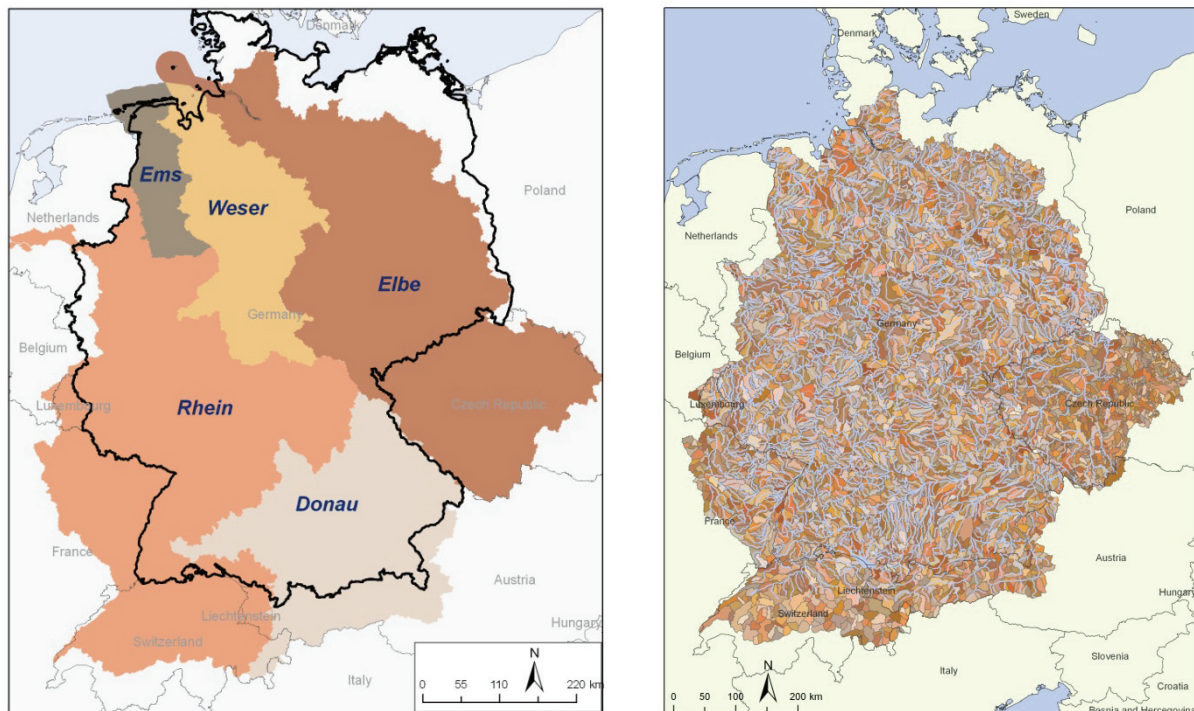 Denmark
Ems
Weser
Poland
Netherlands
Elbe
Germany
Belgium
Rhein
Luxembourg
Czech Republic
Donau
France
Austria
Liechtenstein
Hungary
Switzerland
Italy
N
0 55 110 220 km
Sweden
Denmark
Poland
Netherlands
Germany
Belgium
Luxembourg
Czech Republic
France
Austria
Liechtenstein
Hungary
Switzerland
Slovenia
Italy
Croatia
N
0 50 100 200 km
Bosnia and Hercegovina